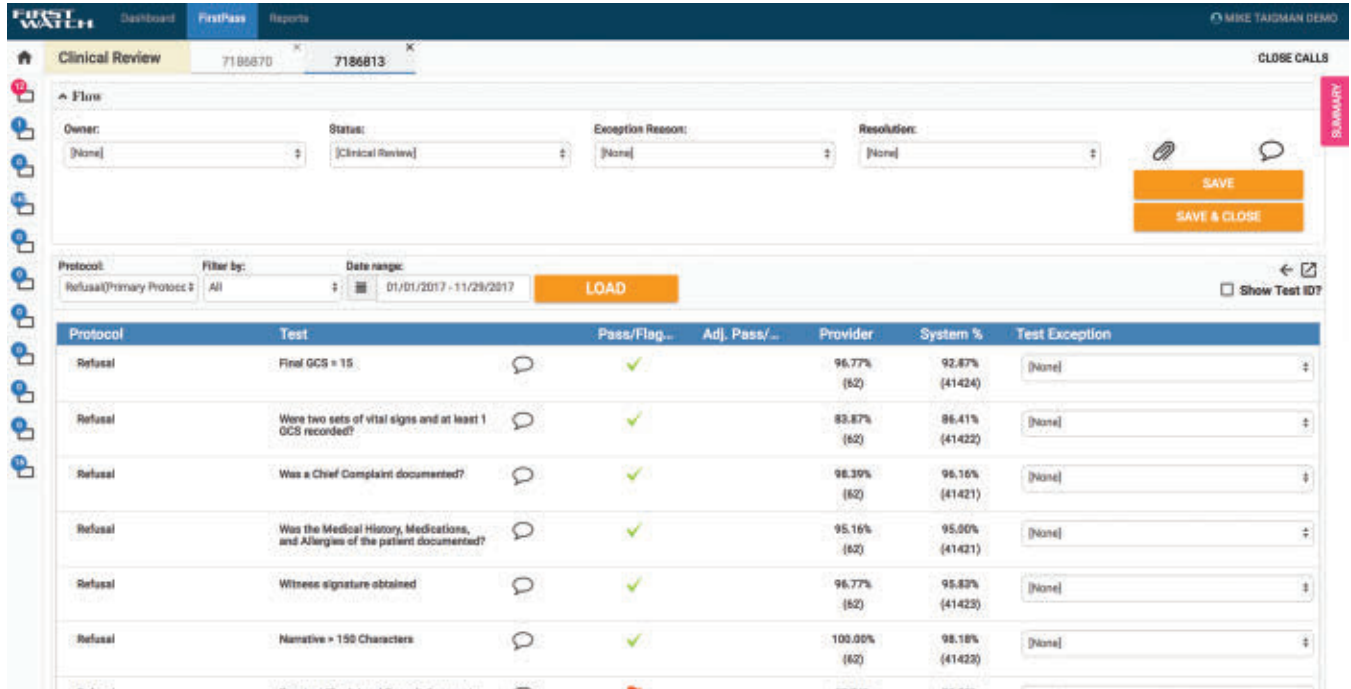 FIRST WATCH Dashboard FirstPass Reports MIKE TAIGMAN DEMO
Clinical Review 7186870 7186813 CLOSE CALLS
SUMMARY
12
Flow
1
Owner: Status: Exception Reason: Resolution:
[None] [Clinical Review] [None] [None]
SAVE
SAVE & CLOSE
Protocol: Filter by: Date range:
Refusal(Primary Protocc All 01/01/2017 - 11/29/2017 LOAD Show Test ID?
Protocol Test Pass/Flag... Adj. Pass/... Provider System % Test Exception
Refusal Final GCS = 15 96.77% 92.87% [None]
(62) (41424)
Refusal Were two sets of vital signs and at least 1 83.87% 86.41% [None]
GCS recorded? (62) (41422)
Refusal Was a Chief Complaint documented? 98.39% 96.16% [None]
(62) (41421)
Refusal Was the Medical History, Medications, 95.16% 95.00% [None]
and Allergies of the patient documented? (62) (41421)
Refusal Witness signature obtained 96.77% 95.83% [None]
(62) (41423)
Refusal Narrative > 150 Characters 100.00% 98.18% [None]
(62) (41423)